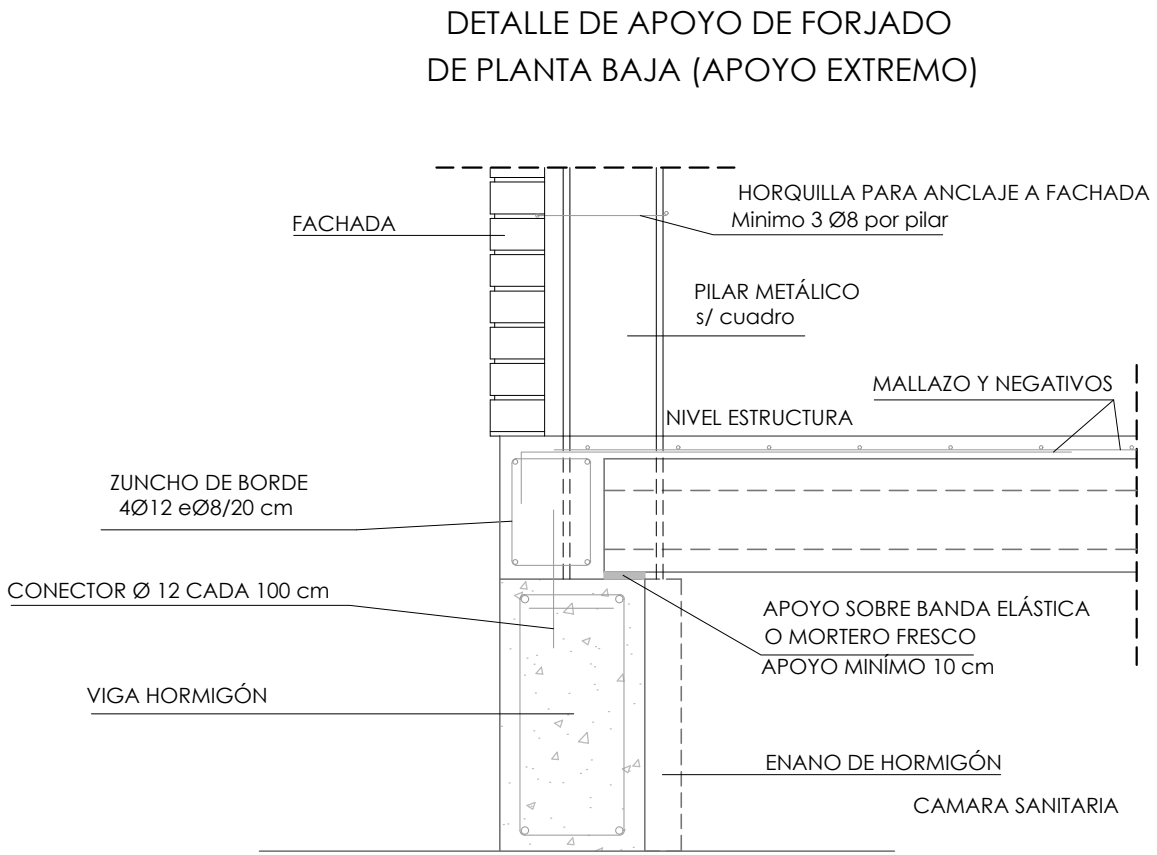 DETALLE DE APOYO DE FORJADO
DE PLANTA BAJA (APOYO EXTREMO)
HORQUILLA PARA ANCLAJE A FACHADA
Minimo 3 Ø8 por pilar
FACHADA
PILAR METÁLICO
s/ cuadro
MALLAZO Y NEGATIVOS
NIVEL ESTRUCTURA
ZUNCHO DE BORDE
4Ø12 eØ8/20 cm
CONECTOR Ø 12 CADA 100 cm
APOYO SOBRE BANDA ELÁSTICA
O MORTERO FRESCO
APOYO MINÍMO 10 cm
VIGA HORMIGÓN
ENANO DE HORMIGÓN
CAMARA SANITARIA